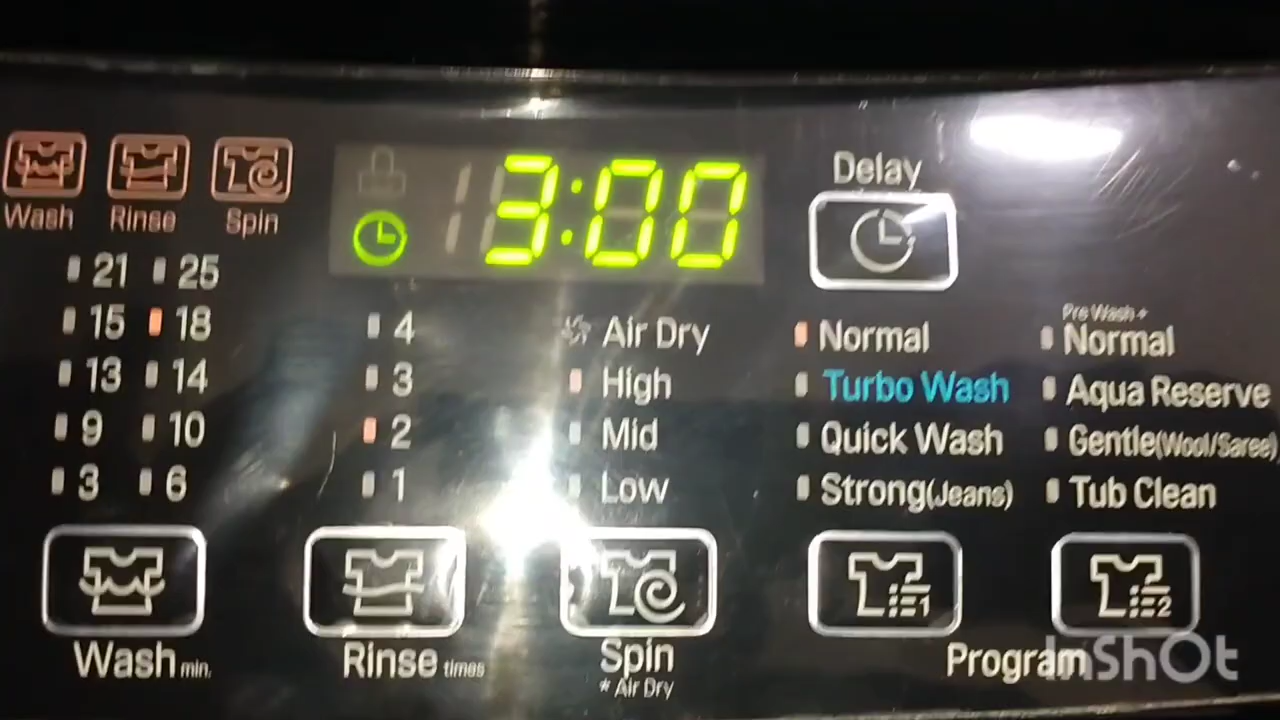 Wash Rinse Spin
3:00
Delay
21 25
15 18
13 14
9 10
3 6
4
3
2
1
Air Dry
High
Mid
Low
Normal
Turbo Wash
Quick Wash
Strong(Jeans)
Pre Wash+
Normal
Aqua Reserve
Gentle(Wool/Saree)
Tub Clean
1
2
Wash min.
Rinse times
Spin
* Air Dry
Program
InShOt